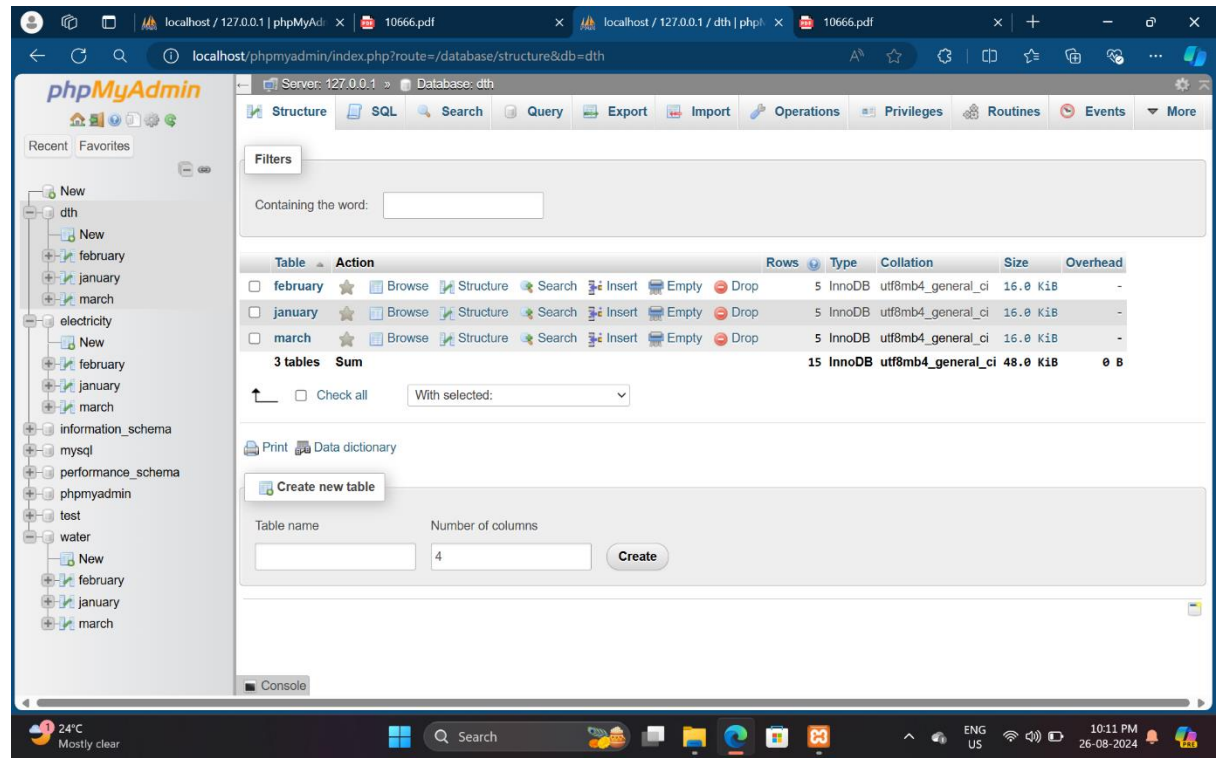 localhost / 127.0.0.1 | phpMyAdr
10666.pdf
localhost / 127.0.0.1 / dth | php
10666.pdf
localhost/phpmyadmin/index.php?route=/database/structure&db=dth
phpMyAdmin
Recent Favorites
New
dth
New
february
january
march
electricity
New
february
january
march
information_schema
mysql
performance_schema
phpmyadmin
test
water
New
february
january
march
Server: 127.0.0.1 » Database: dth
Structure SQL Search Query Export Import Operations Privileges Routines Events More
Filters
Containing the word:
Table Action Rows Type Collation Size Overhead
february Browse Structure Search Insert Empty Drop 5 InnoDB utf8mb4_general_ci 16.0 KiB -
january Browse Structure Search Insert Empty Drop 5 InnoDB utf8mb4_general_ci 16.0 KiB -
march Browse Structure Search Insert Empty Drop 5 InnoDB utf8mb4_general_ci 16.0 KiB -
3 tables Sum 15 InnoDB utf8mb4_general_ci 48.0 KiB 0 B
Check all With selected:
Print Data dictionary
Create new table
Table name Number of columns
4 Create
Console
1 24°C
Mostly clear
Search
ENG
US
10:11 PM
26-08-2024
PRE